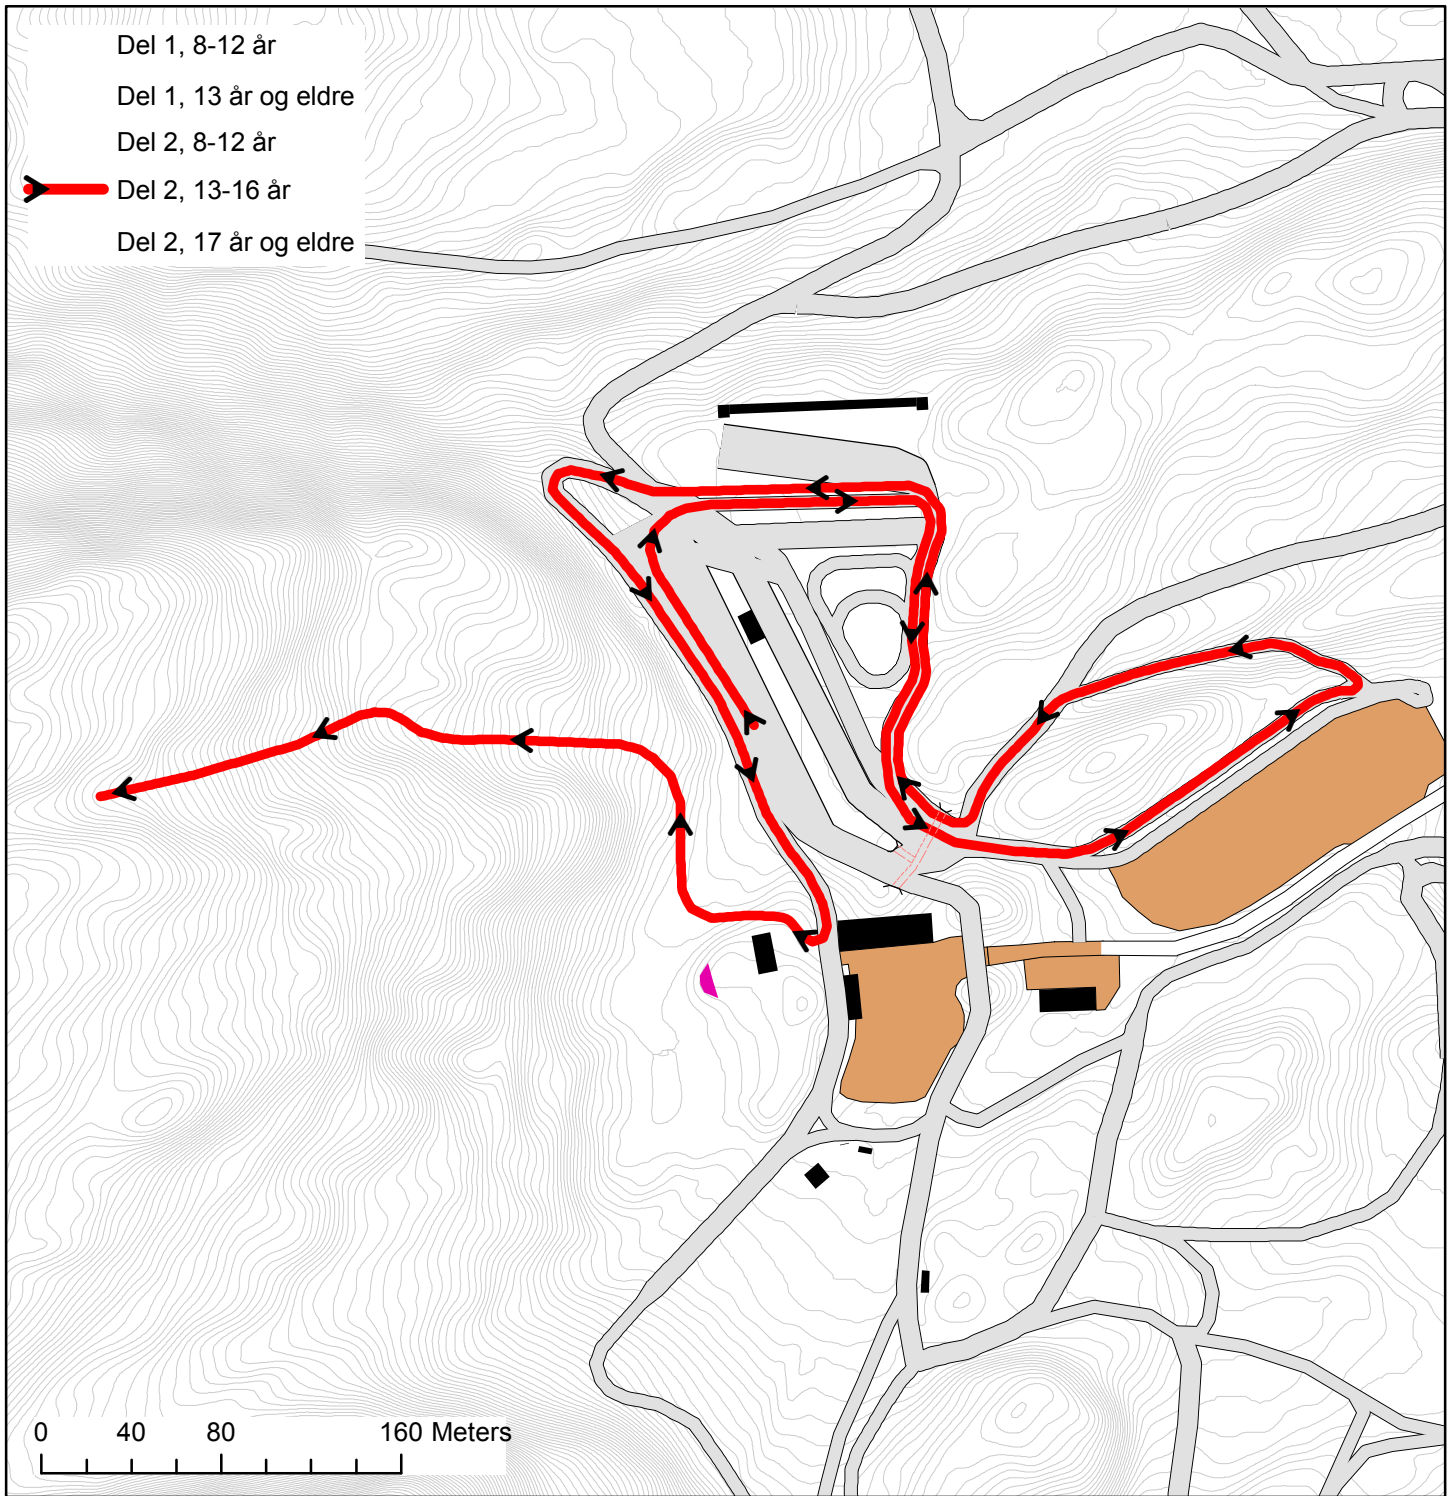 Del 1, 8-12 år
Del 1, 13 år og eldre
Del 2, 8-12 år
Del 2, 13-16 år
Del 2, 17 år og eldre
0 40 80 160 Meters